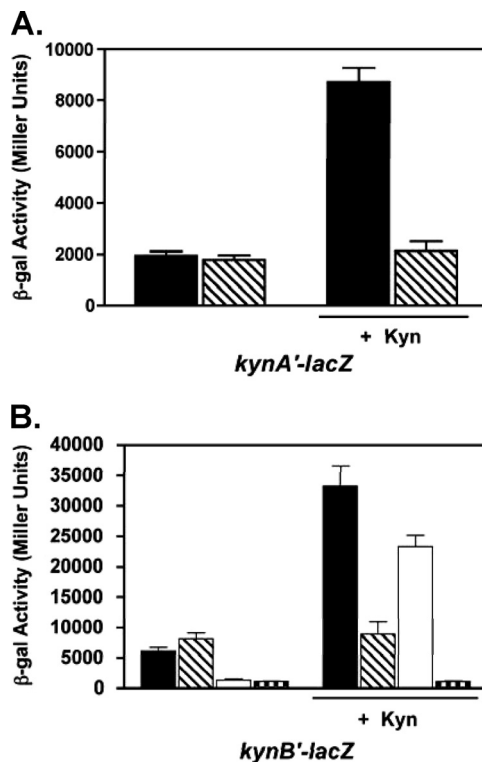 A.
β-gal Activity (Miller Units)
10000
8000
6000
4000
2000
0
+ Kyn
kynA'-lacZ
B.
β-gal Activity (Miller Units)
40000
35000
30000
25000
20000
15000
10000
5000
0
+ Kyn
kynB'-lacZ